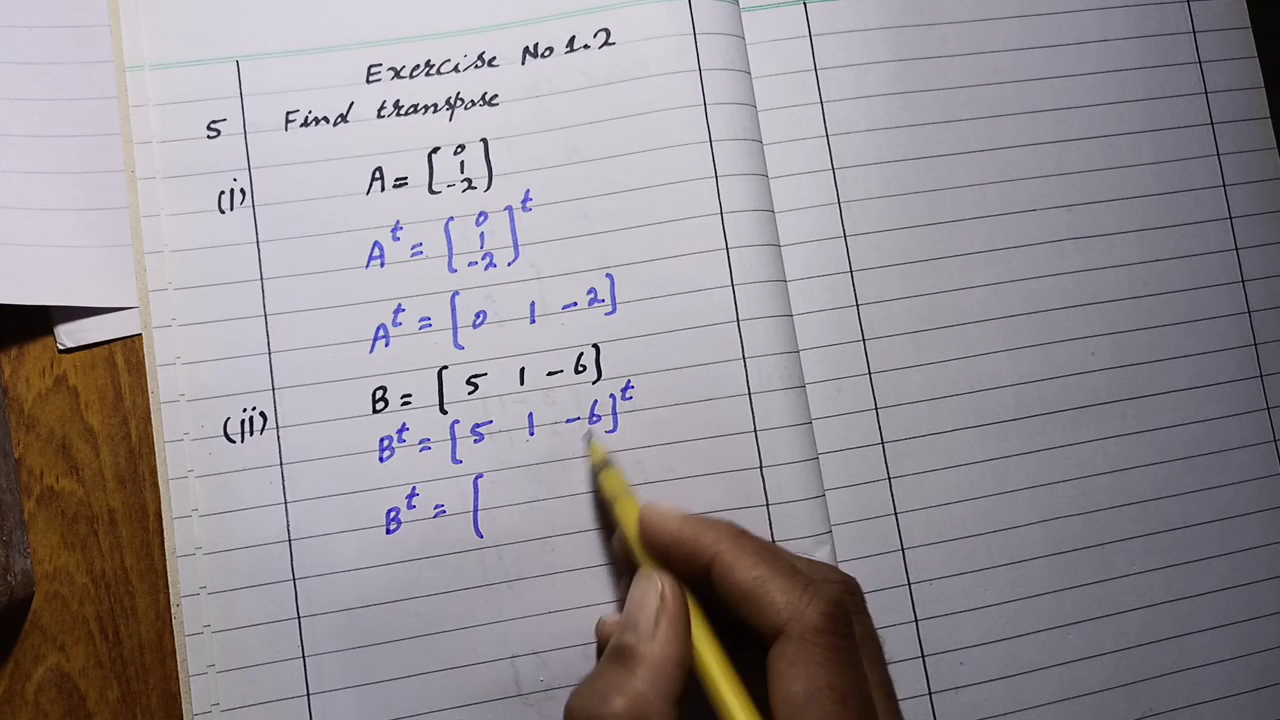 Exercise No 1.2
5 Find transpose
(i) A = [0 1 -2]
A^t = [0 1 -2]^t
A^t = [0 1 -2]
(ii) B = [5 1 -6]
B^t = [5 1 -6]^t
B^t = [